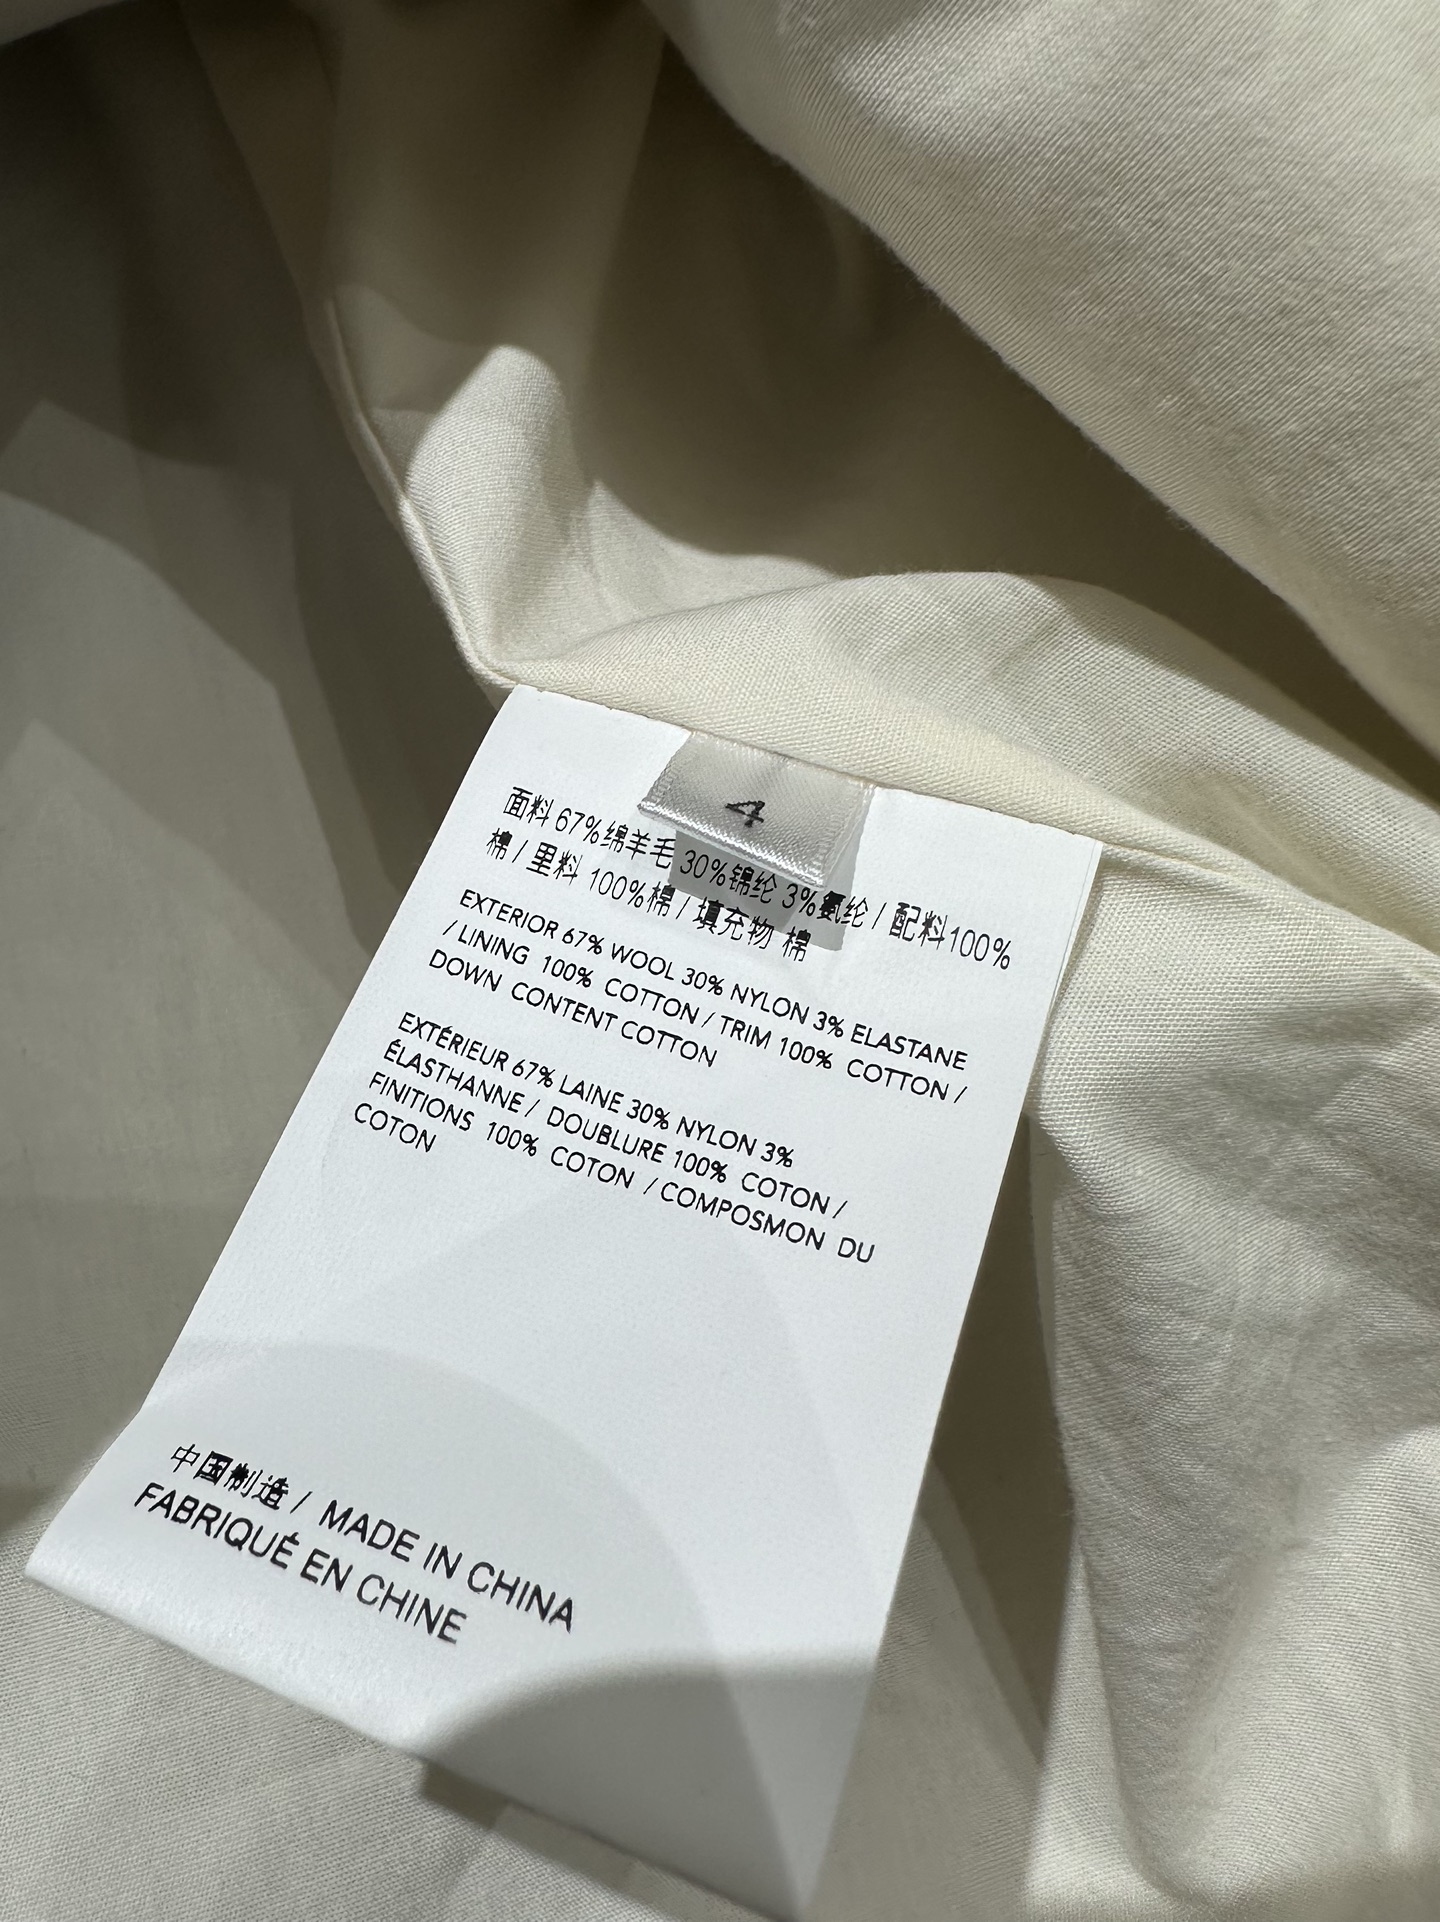 4
面料 67%绵羊毛 30%锦纶 3%氨纶 / 配料100%
棉 / 里料 100%棉 / 填充物 棉
EXTERIOR 67% WOOL 30% NYLON 3% ELASTANE
/ LINING 100% COTTON / TRIM 100% COTTON /
DOWN CONTENT COTTON
EXTÉRIEUR 67% LAINE 30% NYLON 3%
ÉLASTHANNE / DOUBLURE 100% COTON /
FINITIONS 100% COTON / COMPOSMON DU
COTON
中国制造 / MADE IN CHINA
FABRIQUÉ EN CHINE